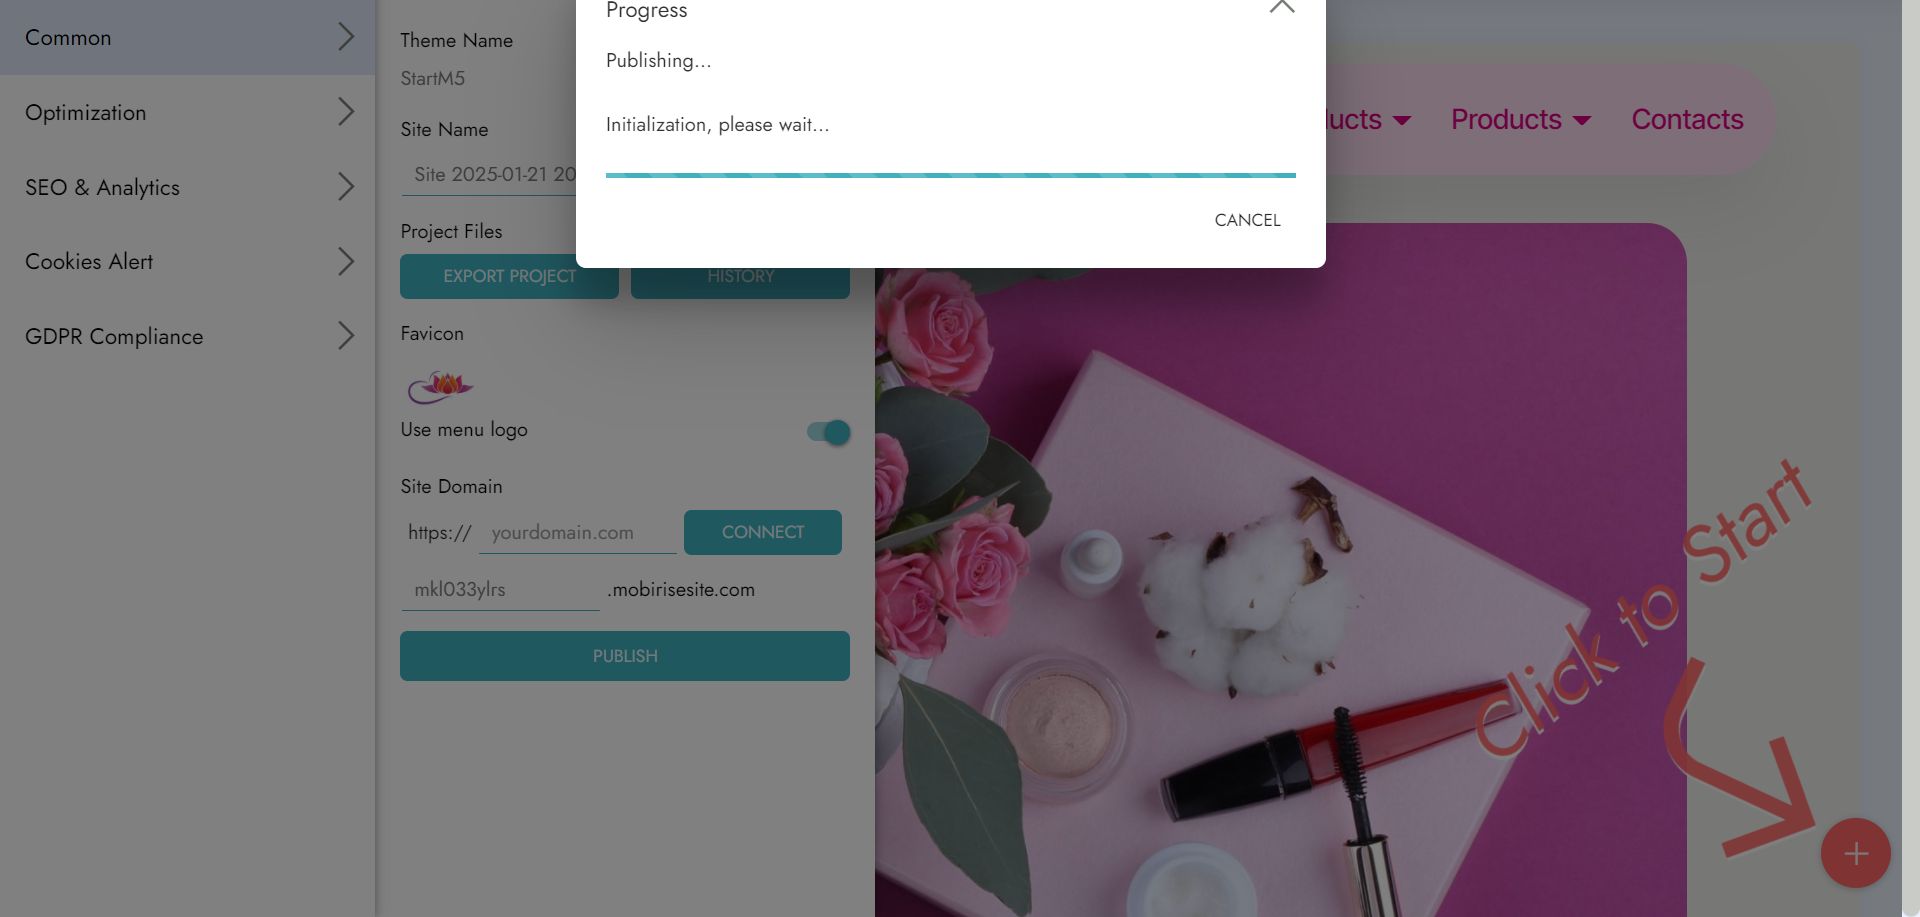 Common
Optimization
SEO & Analytics
Cookies Alert
GDPR Compliance
Theme Name
StartM5
Site Name
Site 2025-01-21 20
Project Files
EXPORT PROJECT
HISTORY
Favicon
Use menu logo
Site Domain
https:// yourdomain.com CONNECT
mkl033ylrs .mobirisesite.com
PUBLISH
Progress
Publishing...
Initialization, please wait...
CANCEL
Products Contacts
Click to Start